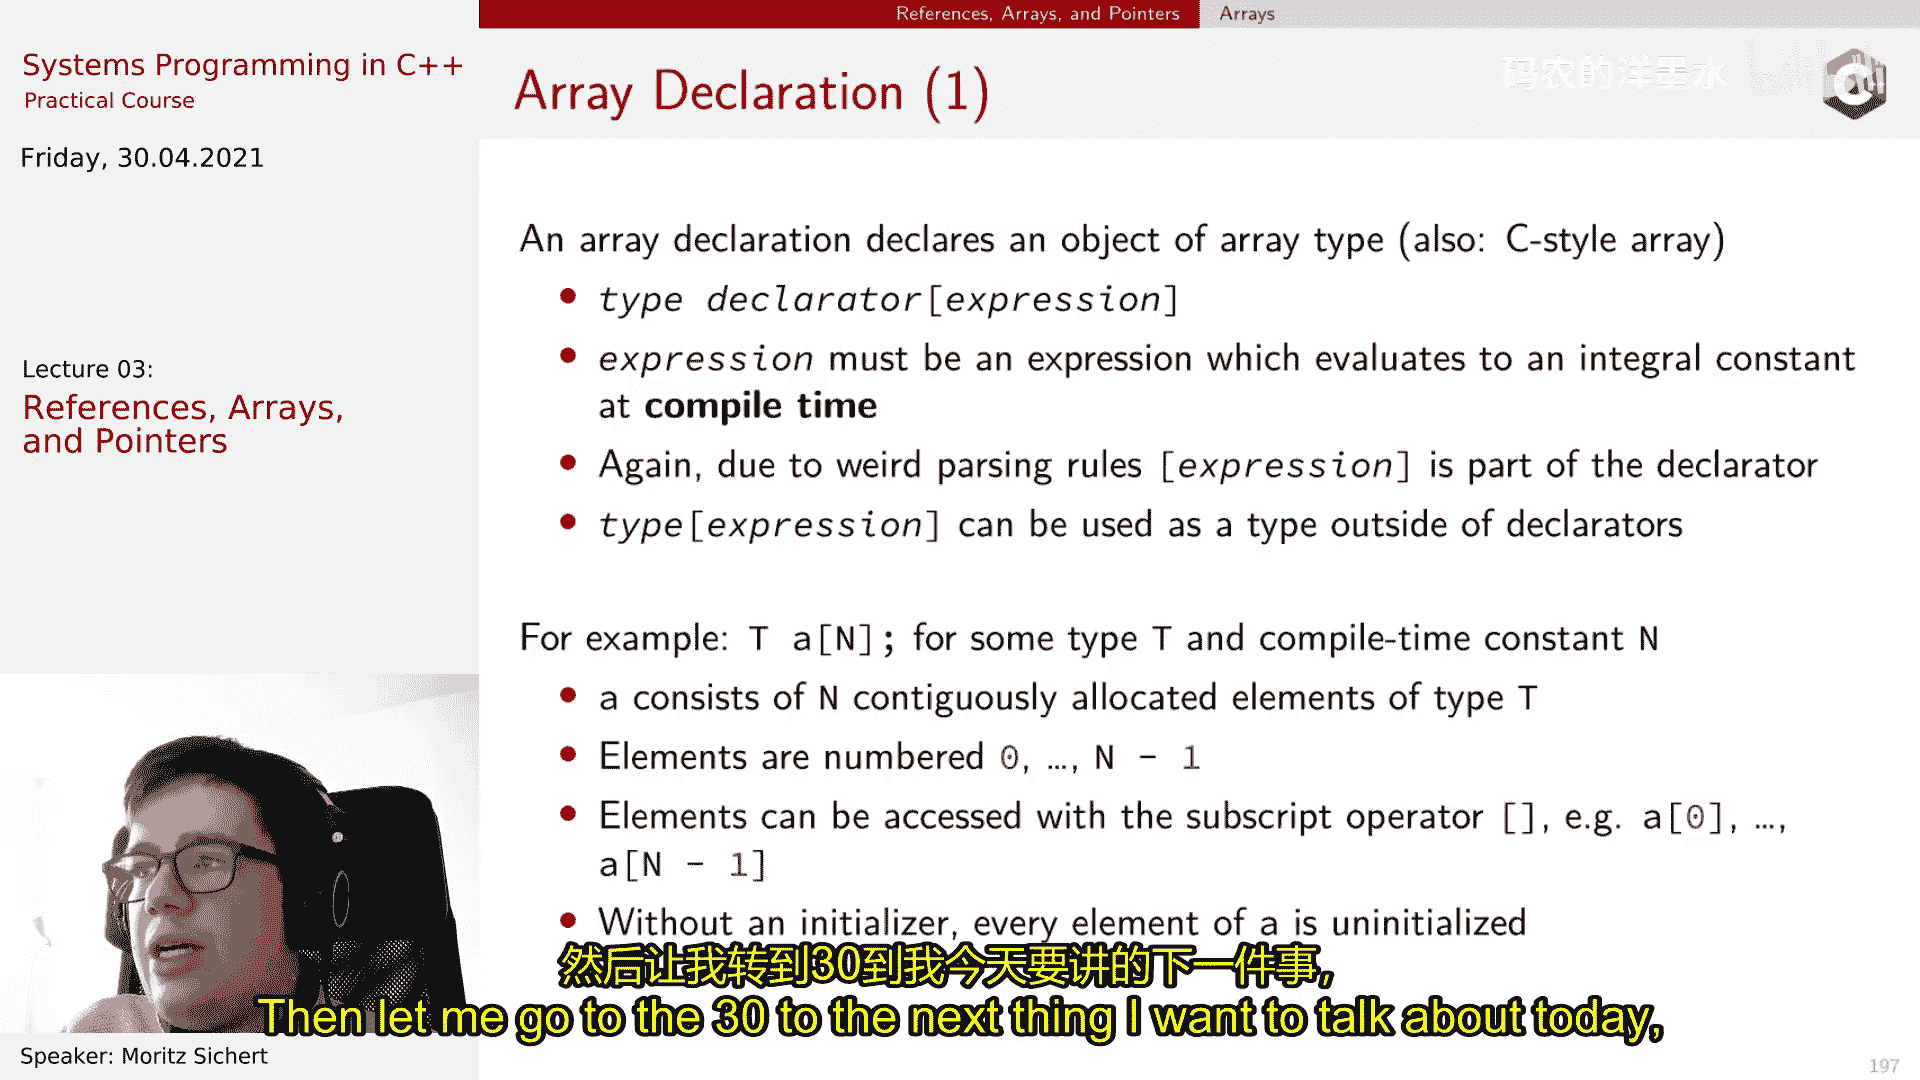 References, Arrays, and Pointers
Arrays
Systems Programming in C++
Practical Course
Friday, 30.04.2021
Lecture 03:
References, Arrays,
and Pointers
Array Declaration (1)
码农的洋墨水
An array declaration declares an object of array type (also: C-style array)
• type declarator[expression]
• expression must be an expression which evaluates to an integral constant
at compile time
• Again, due to weird parsing rules [expression] is part of the declarator
• type[expression] can be used as a type outside of declarators
For example: T a[N]; for some type T and compile-time constant N
• a consists of N contiguously allocated elements of type T
• Elements are numbered 0, …, N - 1
• Elements can be accessed with the subscript operator [], e.g. a[0], …,
a[N - 1]
• Without an initializer, every element of a is uninitialized
然后让我转到30到我今天要讲的下一件事,
Then let me go to the 30 to the next thing I want to talk about today,
Speaker: Moritz Sichert
197